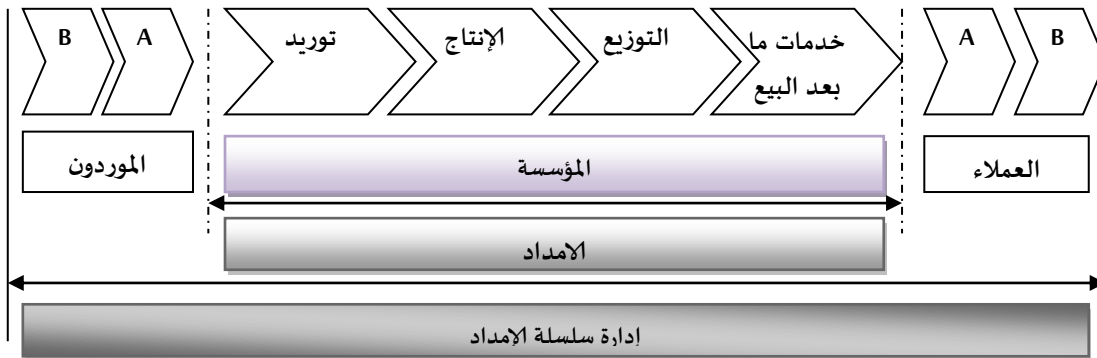 B
A
توريد
الإنتاج
التوزيع
خدمات ما
بعد البيع
A
B
الموردون
المؤسسة
العملاء
الامداد
إدارة سلسلة الإمداد